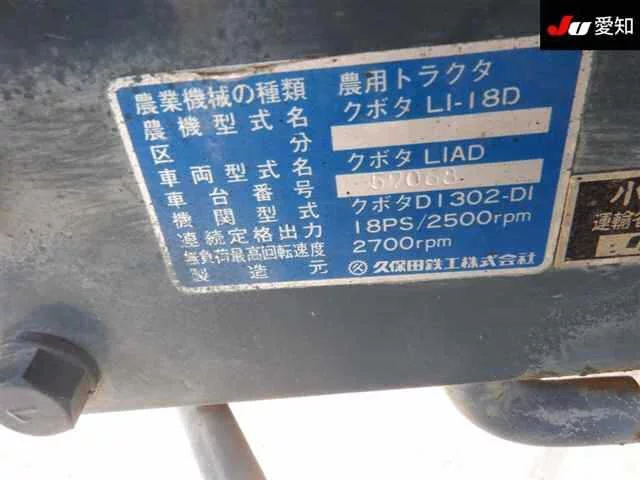 JU愛知
農業機械の種類 農用トラクタ
農機型式名 クボタ L1-18D
区分
車両型式名 クボタ L1AD
車台番号 57068
機関型式 クボタD1302-D1
連続定格出力 18PS/2500rpm
無負荷最高回転速度 2700rpm
製造元 久保田鉄工株式会社
小
運輸